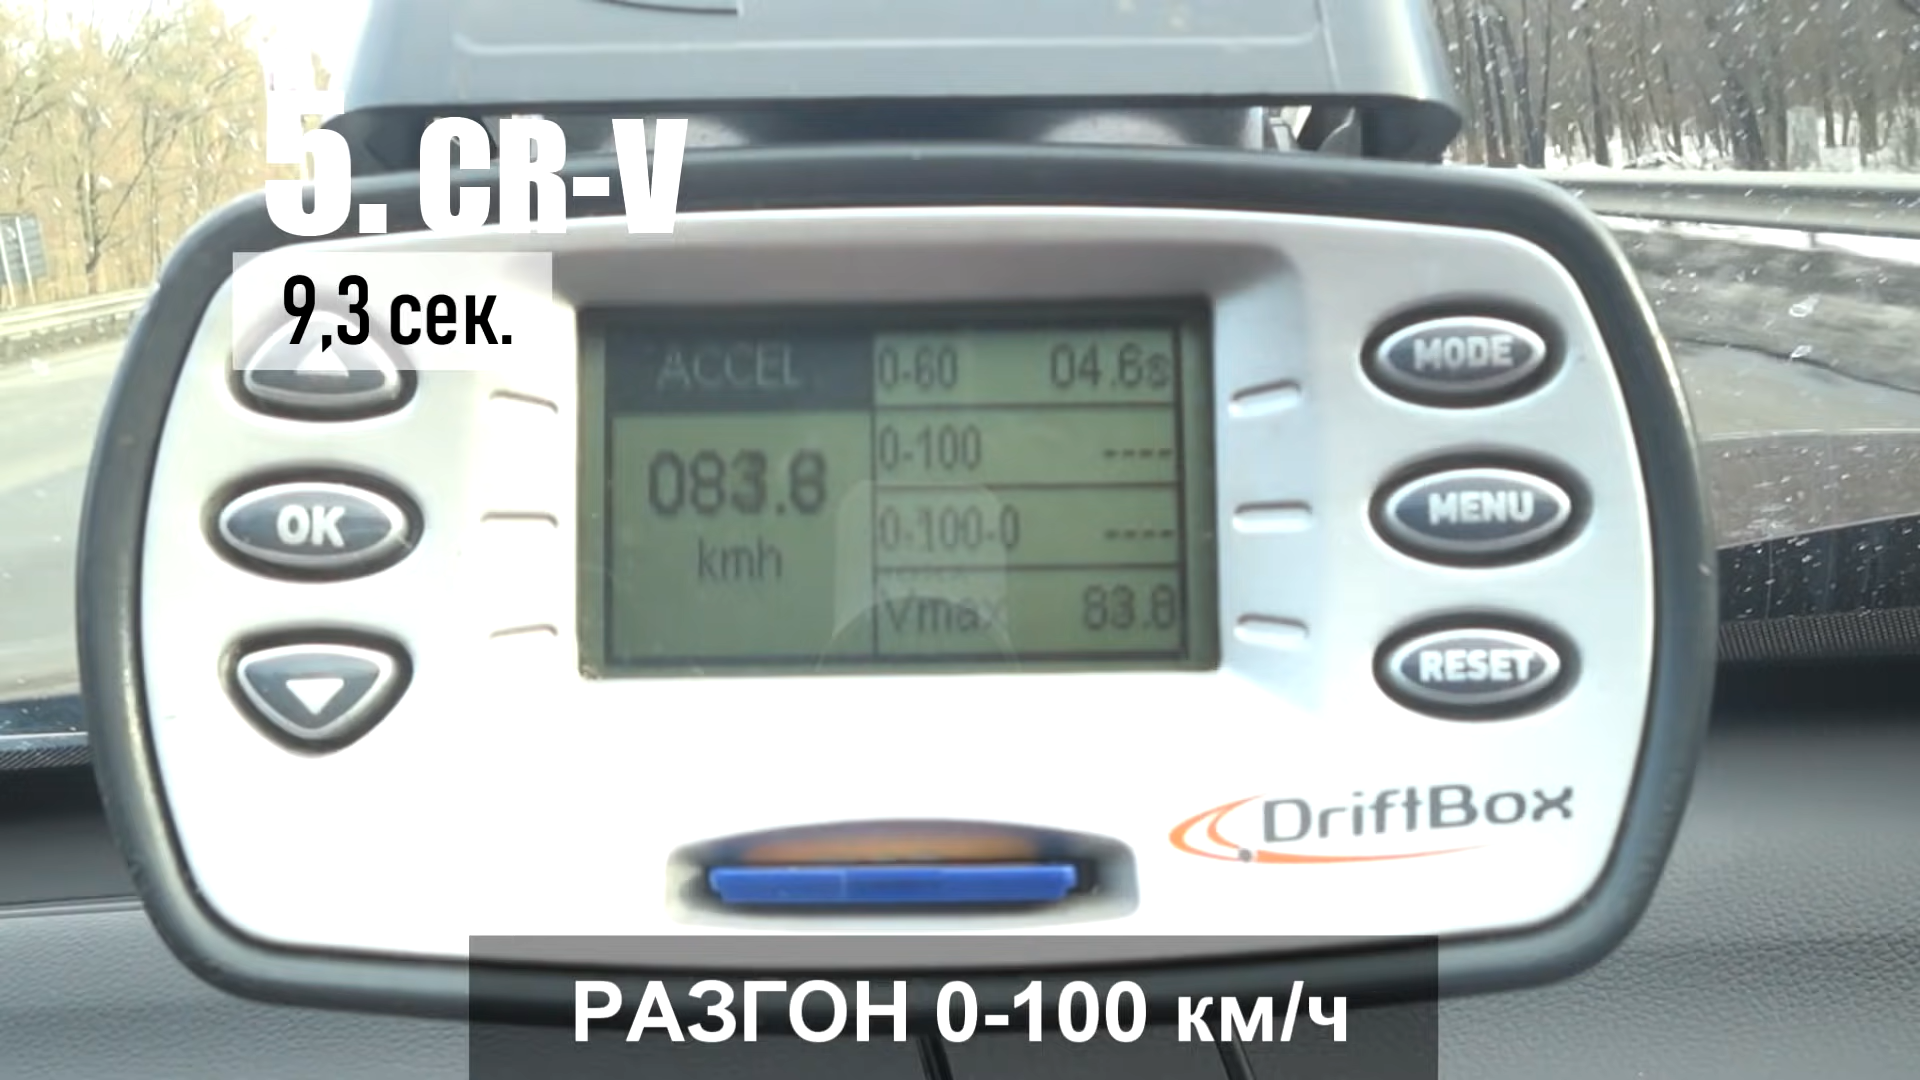 5. CR-V
9,3 сек.
ACCEL
0-60 04.6s
083.8
kmh
0-100 ----
0-100-0 ----
Vmax 83.8
OK
MODE
MENU
RESET
DriftBox
РАЗГОН 0-100 км/ч